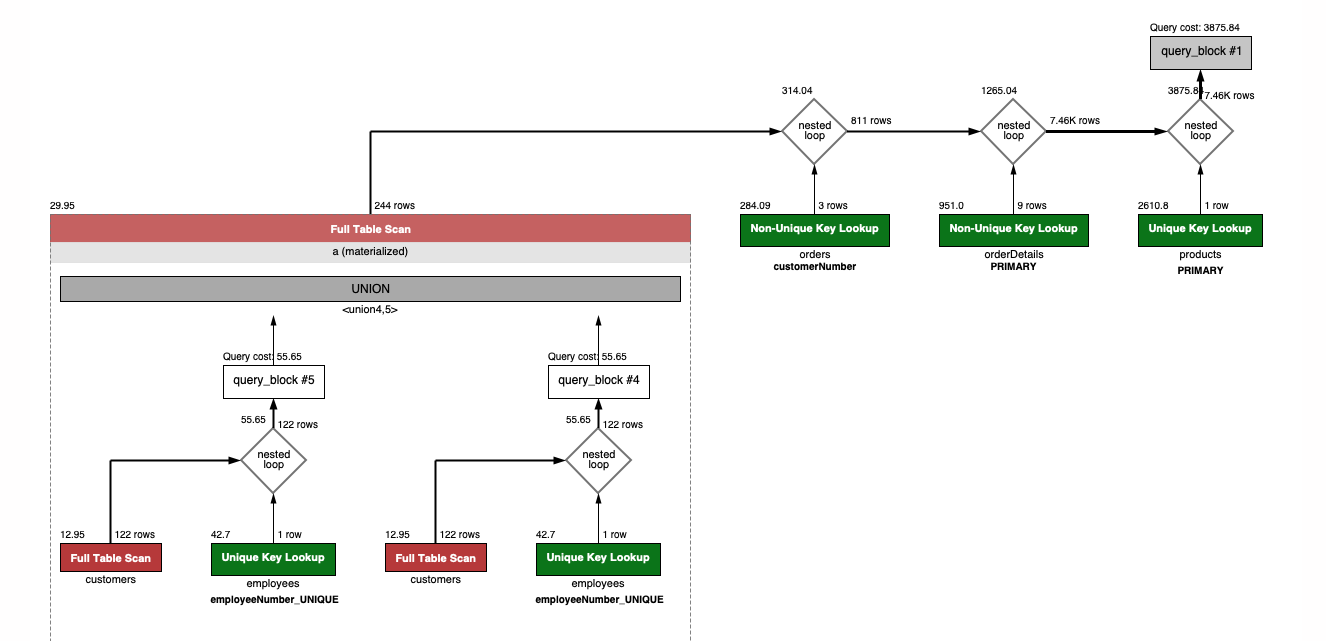 Query cost: 3875.84
query_block #1
314.04
1265.04
3875.84
7.46K rows
nested
loop
811 rows
nested
loop
7.46K rows
nested
loop
29.95
244 rows
284.09
3 rows
951.0
9 rows
2610.8
1 row
Full Table Scan
Non-Unique Key Lookup
Non-Unique Key Lookup
Unique Key Lookup
a (materialized)
orders
customerNumber
orderDetails
PRIMARY
products
PRIMARY
UNION
<union4,5>
Query cost: 55.65
Query cost: 55.65
query_block #5
query_block #4
55.65
122 rows
55.65
122 rows
nested
loop
nested
loop
12.95
122 rows
42.7
1 row
12.95
122 rows
42.7
1 row
Full Table Scan
Unique Key Lookup
Full Table Scan
Unique Key Lookup
customers
employees
customers
employees
employeeNumber_UNIQUE
employeeNumber_UNIQUE